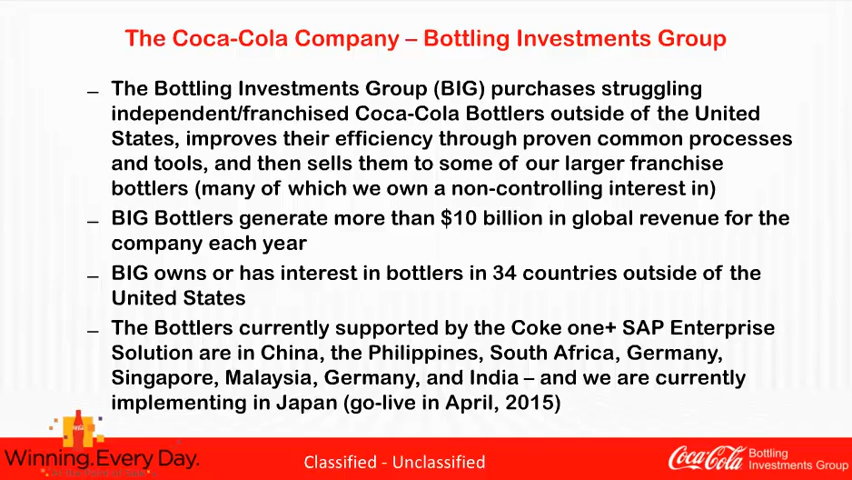 The Coca-Cola Company – Bottling Investments Group
– The Bottling Investments Group (BIG) purchases struggling
independent/franchised Coca-Cola Bottlers outside of the United
States, improves their efficiency through proven common processes
and tools, and then sells them to some of our larger franchise
bottlers (many of which we own a non-controlling interest in)
– BIG Bottlers generate more than $10 billion in global revenue for the
company each year
– BIG owns or has interest in bottlers in 34 countries outside of the
United States
– The Bottlers currently supported by the Coke one+ SAP Enterprise
Solution are in China, the Philippines, South Africa, Germany,
Singapore, Malaysia, Germany, and India – and we are currently
implementing in Japan (go-live in April, 2015)
Winning.Every Day.
Classified - Unclassified
Coca-Cola Bottling
Investments Group